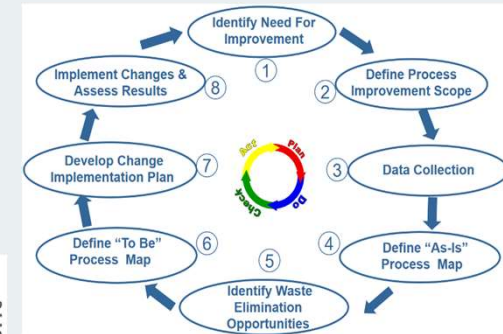 Identify Need For
Improvement
1
Define Process
Improvement Scope
2
Data Collection
3
Define "As-Is"
Process Map
4
Identify Waste
Elimination
Opportunities
5
Define "To Be"
Process Map
6
Develop Change
Implementation Plan
7
Implement Changes &
Assess Results
8
Act
Plan
Do
Check